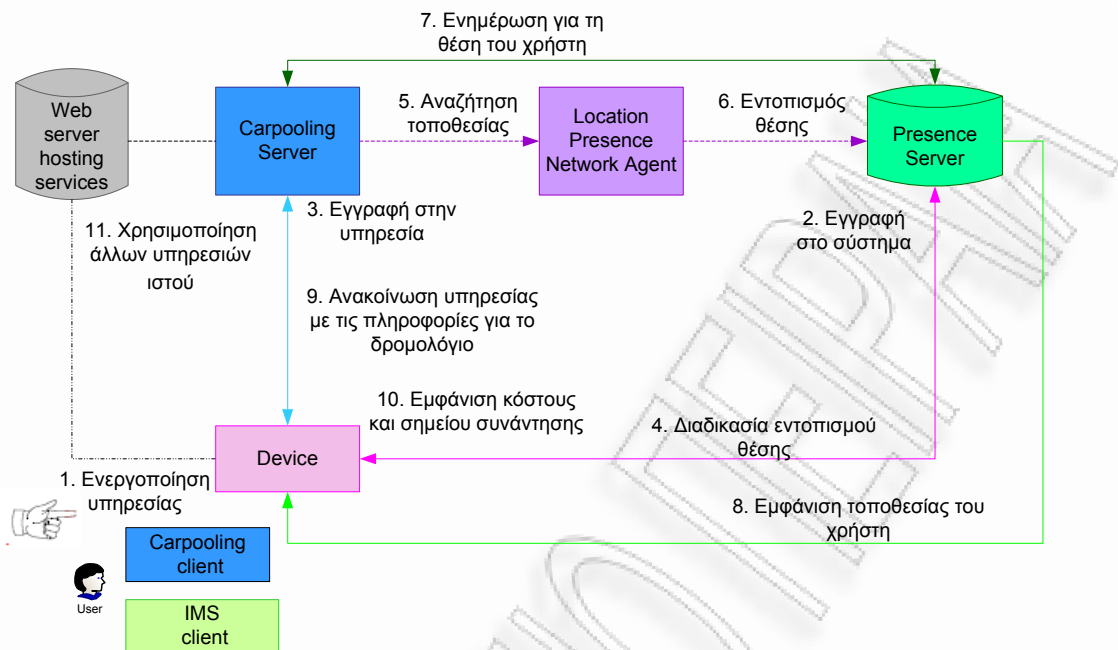 7. Ενημέρωση για τη
θέση του χρήστη
Web
server
hosting
services
Carpooling
Server
5. Αναζήτηση
τοποθεσίας
Location
Presence
Network Agent
6. Εντοπισμός
θέσης
Presence
Server
3. Εγγραφή στην
υπηρεσία
2. Εγγραφή
στο σύστημα
11. Χρησιμοποίηση
άλλων υπηρεσιών
ιστού
9. Ανακοίνωση υπηρεσίας
με τις πληροφορίες για το
δρομολόγιο
10. Εμφάνιση κόστους
και σημείου συνάντησης
4. Διαδικασία εντοπισμού
θέσης
Device
1. Ενεργοποίηση
υπηρεσίας
8. Εμφάνιση τοποθεσίας του
χρήστη
Carpooling
client
User
IMS
client